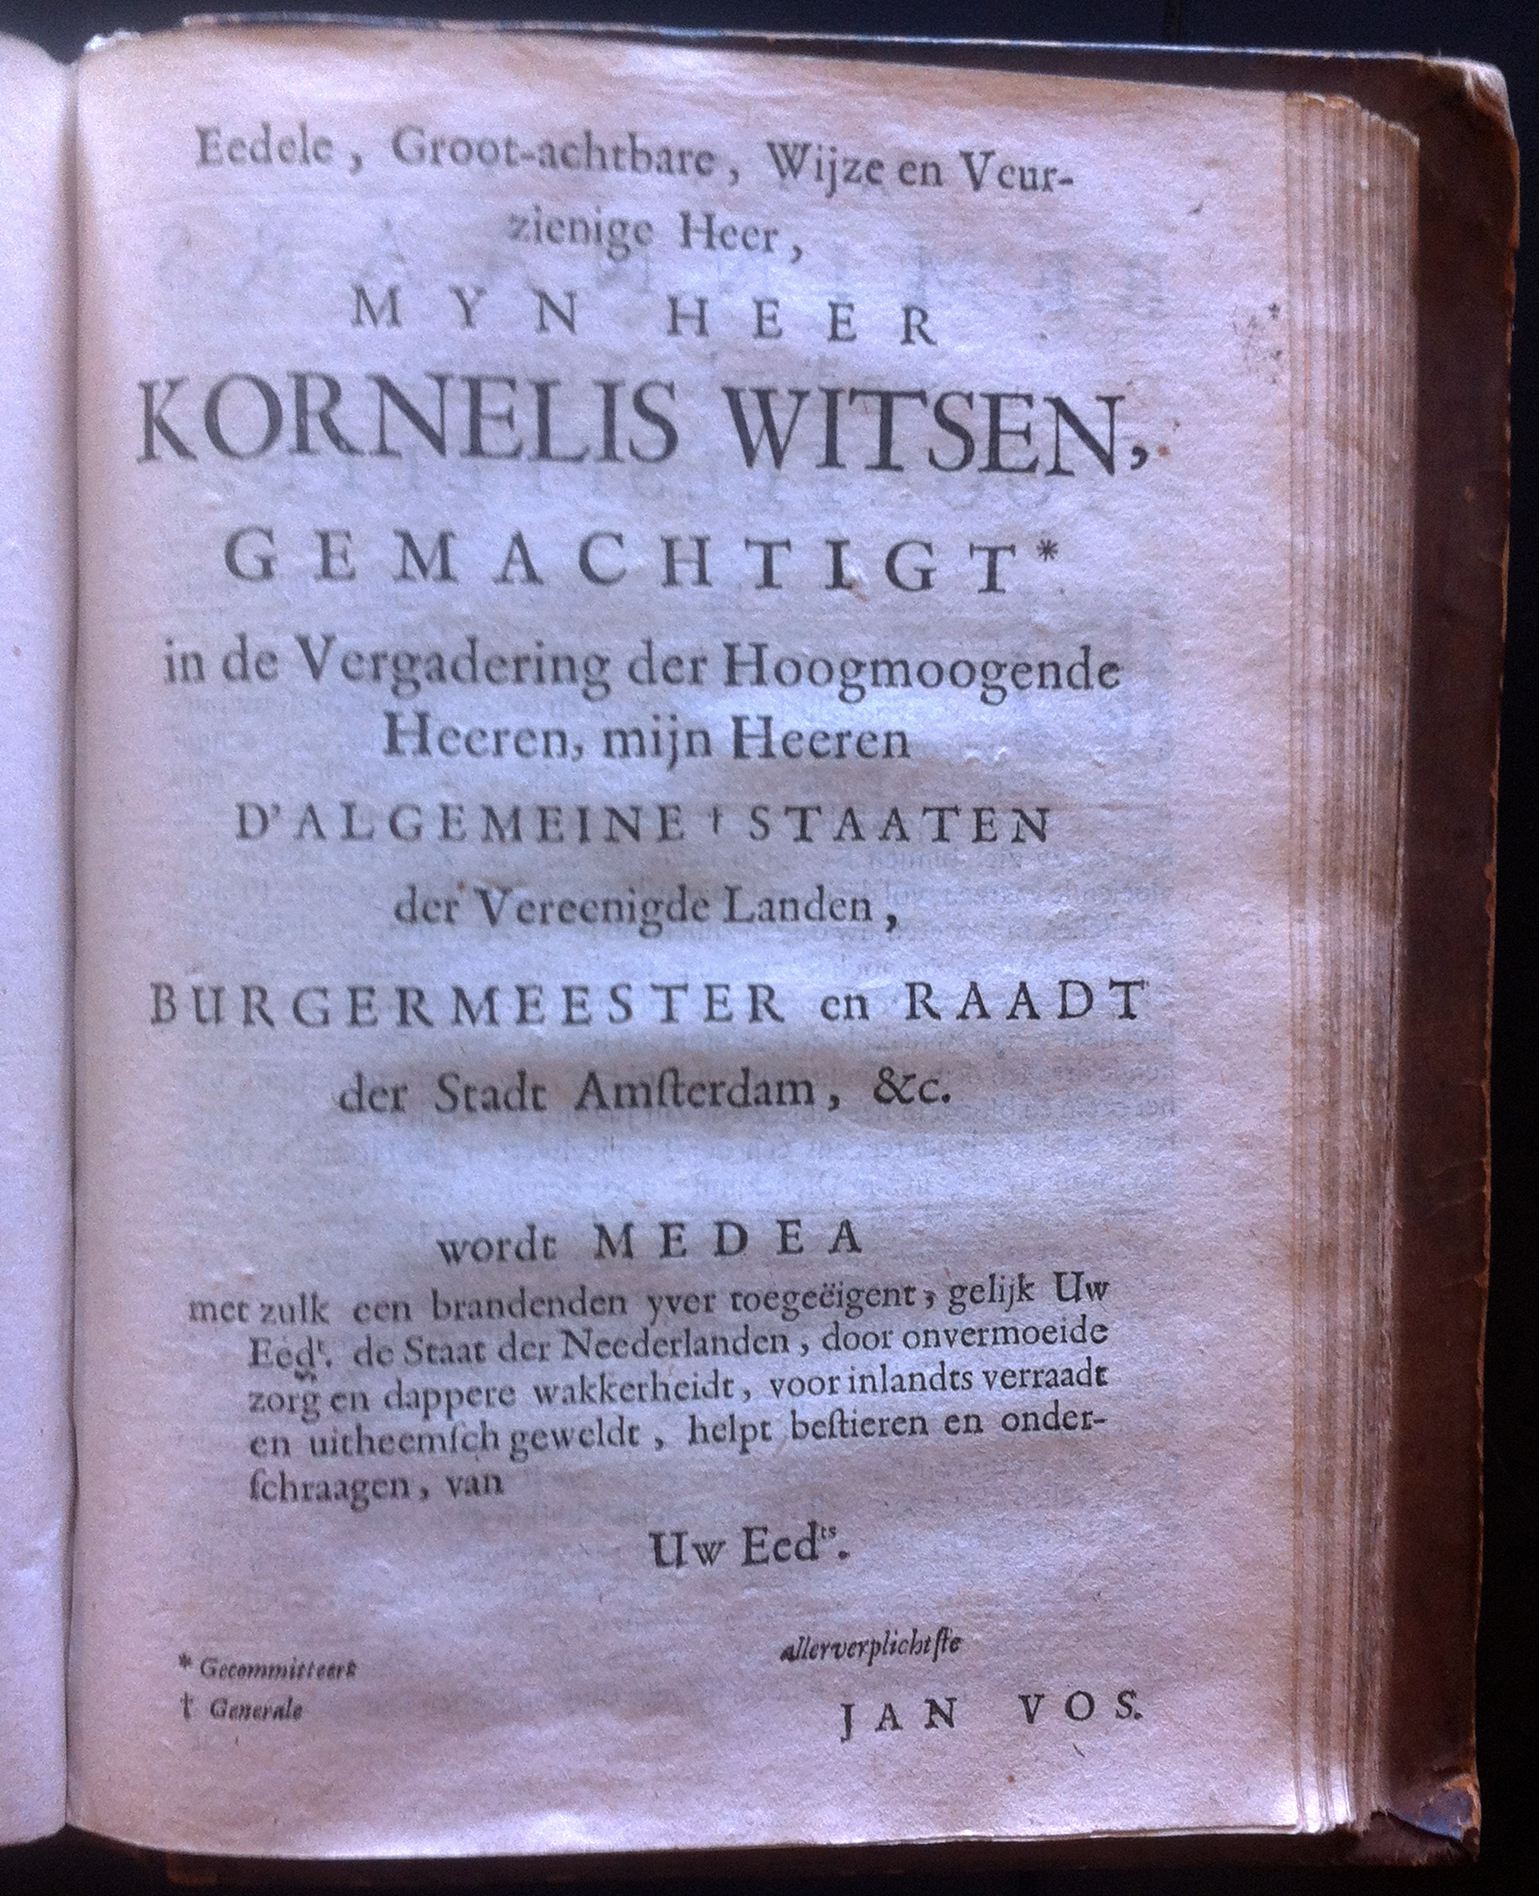 Eedele, Groot-achtbare, Wijze en Veur-
zienige Heer,
MYN HEER
KORNELIS WITSEN,
GEMACHTIGT*
in de Vergadering der Hoogmoogende
Heeren, mijn Heeren
D'ALGEMEINE † STAATEN
der Vereenigde Landen,
BURGERMEESTER en RAADT
der Stadt Amſterdam, &c.
wordt MEDEA
met zulk een brandenden yver toegeëigent, gelijk Uw
Eedt. de Staat der Neederlanden, door onvermoeide
zorg en dappere wakkerheidt, voor inlandts verraadt
en uitheemſch geweldt, helpt beſtieren en onder-
ſchraagen, van
Uw Eedts.
allerverplichtſte
* Gecommitteert
† Generale
JAN VOS.